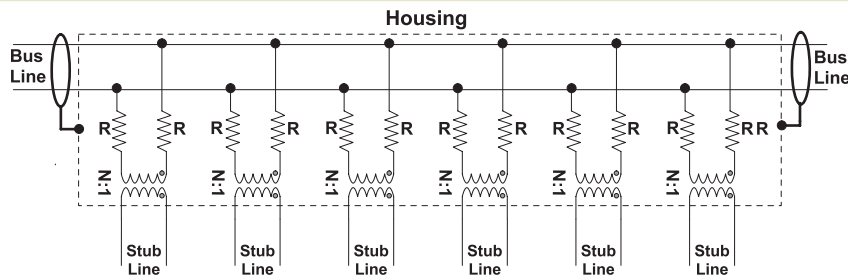 Housing
Bus
Line
Bus
Line
R R R R R R R R R R R R R
N:1 N:1 N:1 N:1 N:1 N:1
Stub Stub Stub Stub Stub Stub
Line Line Line Line Line Line